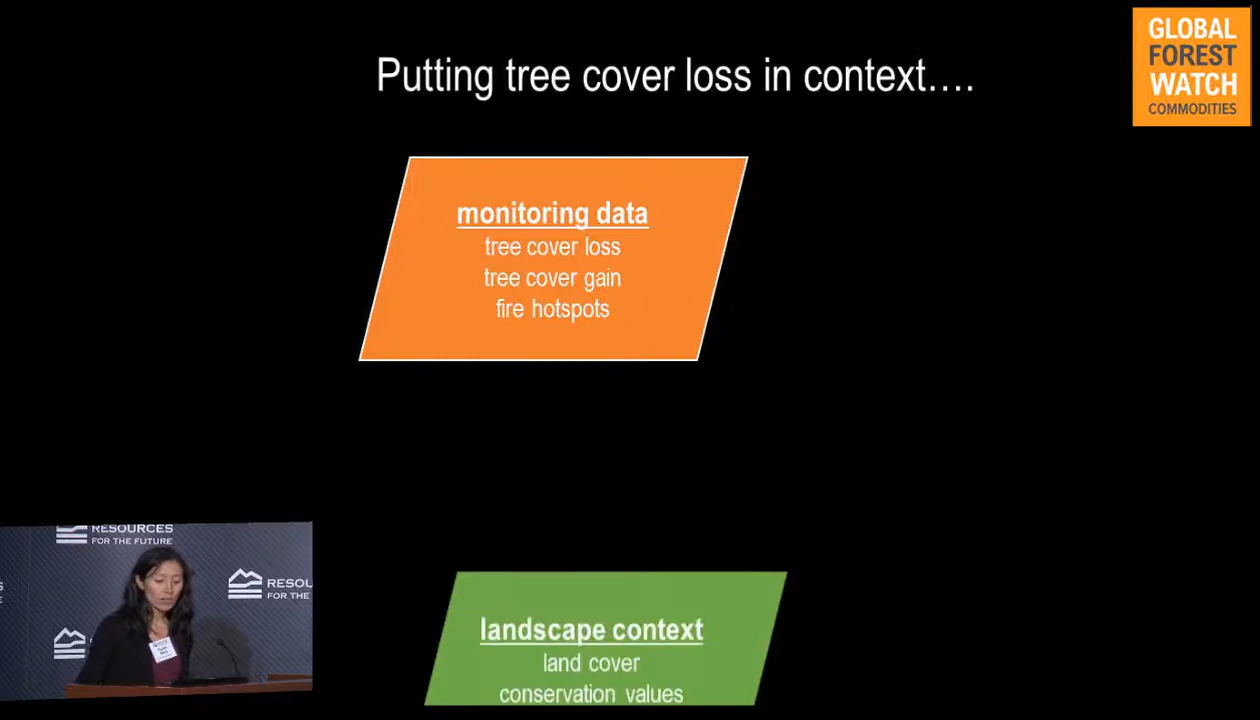 Putting tree cover loss in context….
GLOBAL
FOREST
WATCH
COMMODITIES
monitoring data
tree cover loss
tree cover gain
fire hotspots
landscape context
land cover
conservation values
RESOURCES
FOR THE FUTURE
RESOU
FOR THE